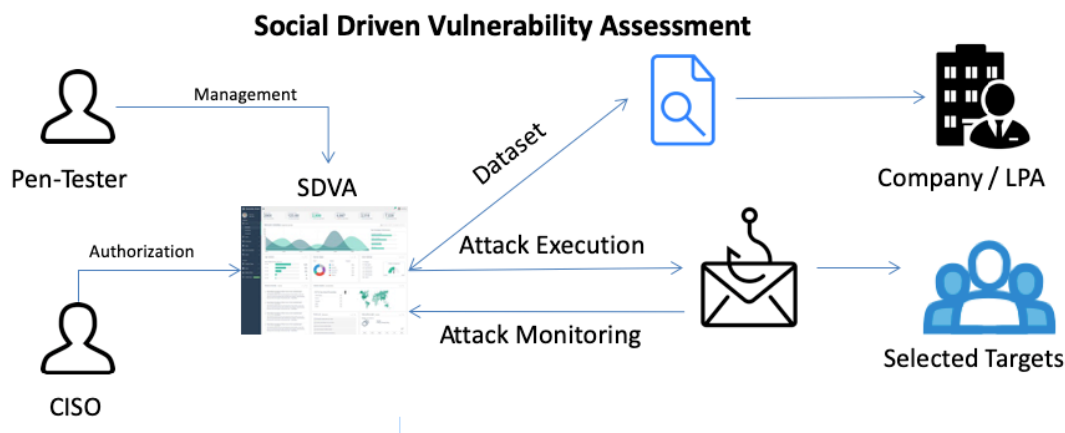 Social Driven Vulnerability Assessment
Management
Pen-Tester
SDVA
Dataset
Company / LPA
Authorization
Attack Execution
Attack Monitoring
Selected Targets
CISO